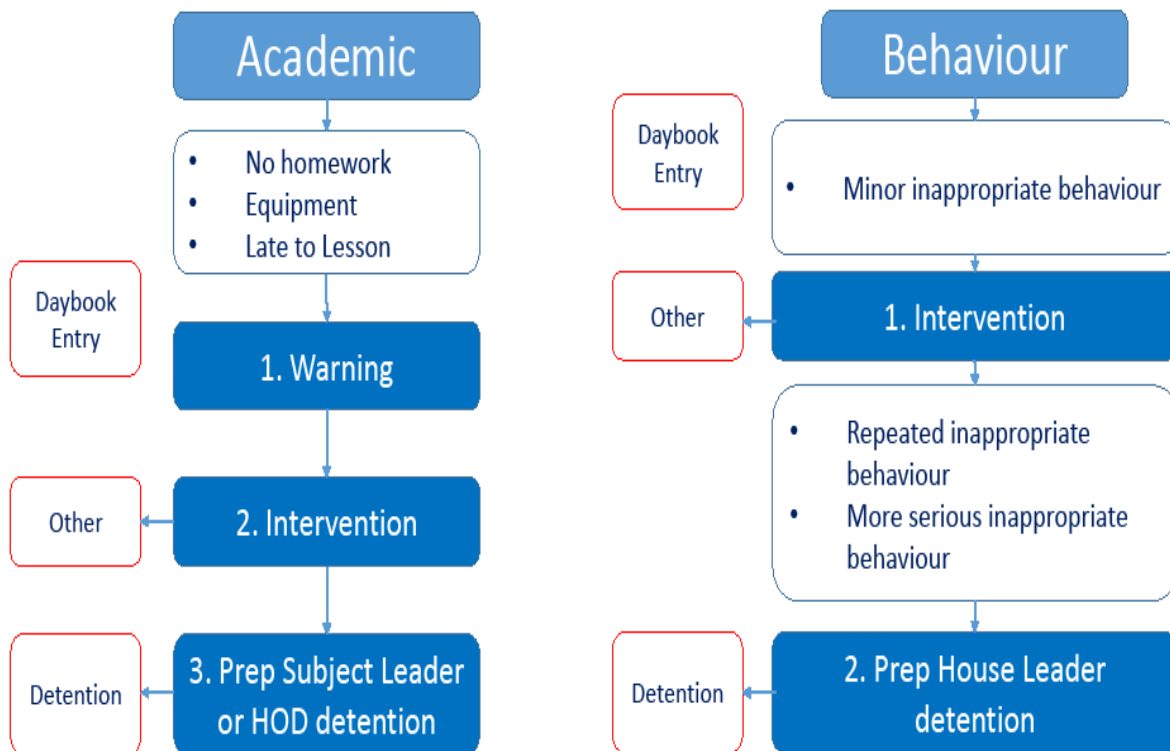 Academic
• No homework
• Equipment
• Late to Lesson
Daybook
Entry
1. Warning
Other
2. Intervention
Detention
3. Prep Subject Leader
or HOD detention
Behaviour
Daybook
Entry
• Minor inappropriate behaviour
Other
1. Intervention
• Repeated inappropriate
behaviour
• More serious inappropriate
behaviour
Detention
2. Prep House Leader
detention